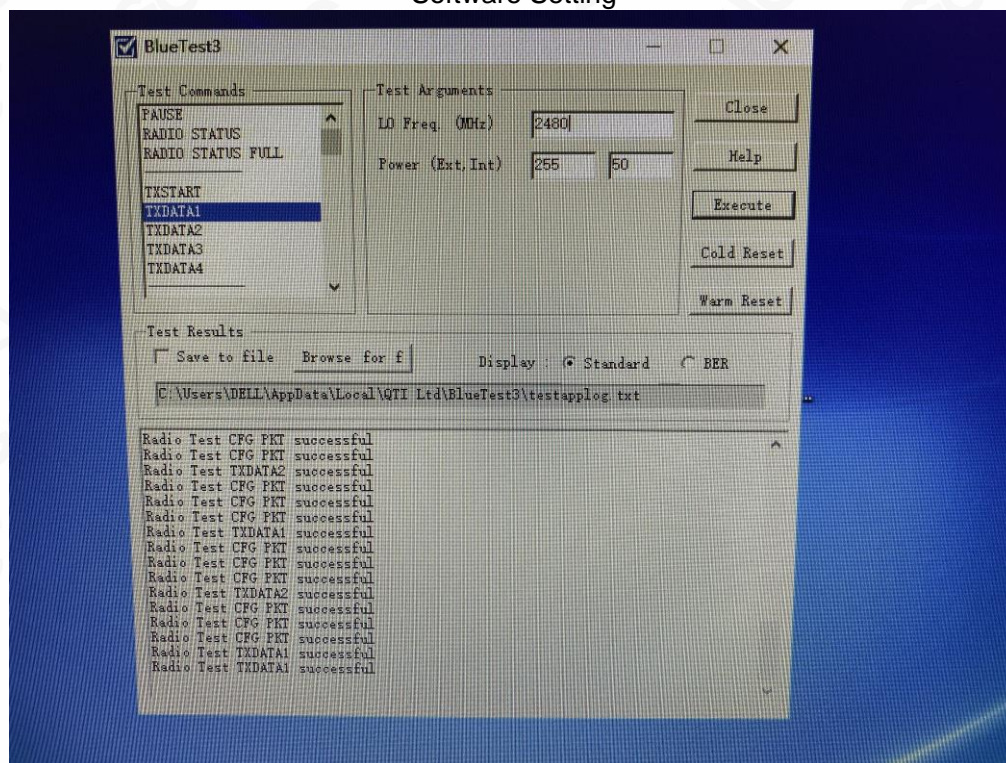 Software Setting
BlueTest3
Test Commands
PAUSE
RADIO STATUS
RADIO STATUS FULL
TXSTART
TXDATA1
TXDATA2
TXDATA3
TXDATA4
Test Arguments
LO Freq. (MHz) 2480
Power (Ext, Int) 255 50
Close
Help
Execute
Cold Reset
Warm Reset
Test Results
Save to file Browse for f Display : Standard BER
C:\Users\DELL\AppData\Local\QTI Ltd\BlueTest3\testapplog.txt
Radio Test CFG PKT successful
Radio Test CFG PKT successful
Radio Test TXDATA2 successful
Radio Test CFG PKT successful
Radio Test CFG PKT successful
Radio Test CFG PKT successful
Radio Test TXDATA1 successful
Radio Test CFG PKT successful
Radio Test CFG PKT successful
Radio Test CFG PKT successful
Radio Test TXDATA2 successful
Radio Test CFG PKT successful
Radio Test CFG PKT successful
Radio Test CFG PKT successful
Radio Test TXDATA1 successful
Radio Test TXDATA1 successful